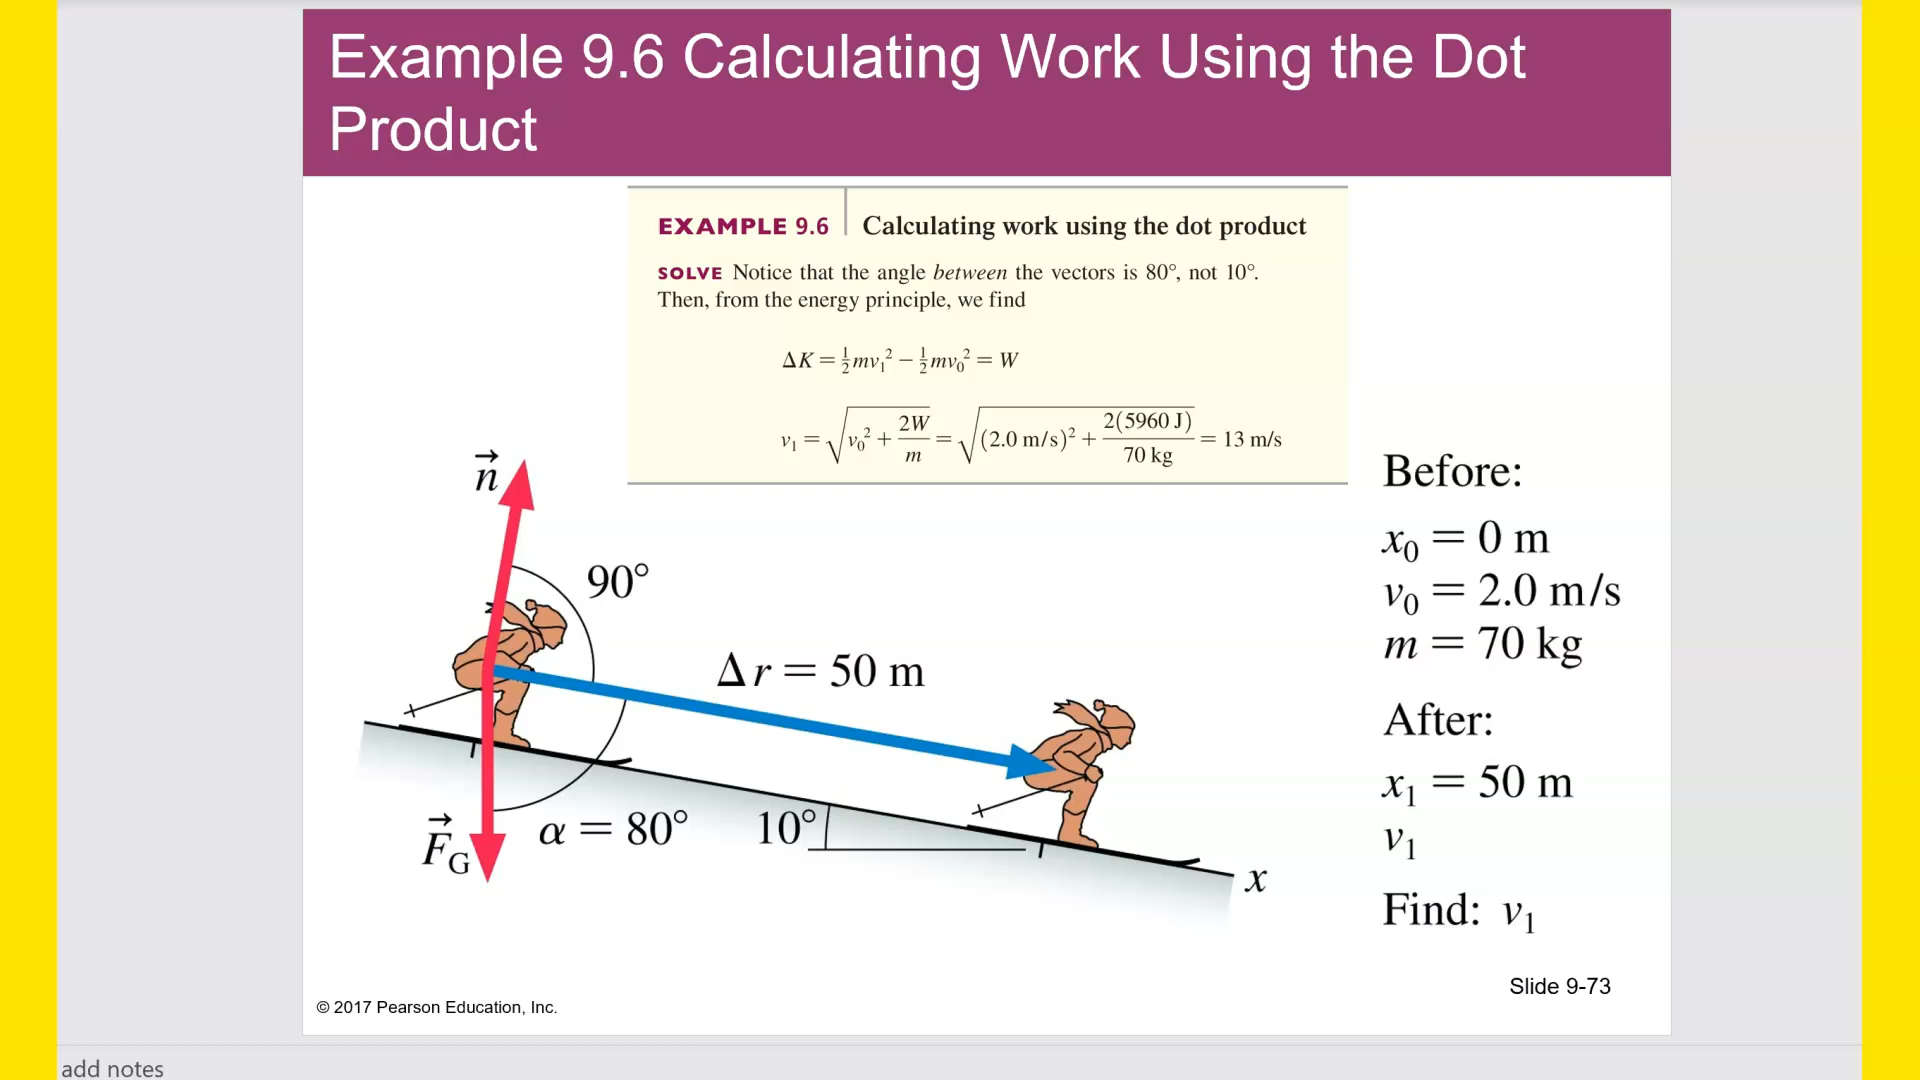 Example 9.6 Calculating Work Using the Dot
Product
EXAMPLE 9.6 Calculating work using the dot product
SOLVE Notice that the angle between the vectors is 80°, not 10°.
Then, from the energy principle, we find
ΔK = ½mv₁² − ½mv₀² = W
v₁ = √(v₀² + 2W/m) = √((2.0 m/s)² + 2(5960 J)/70 kg) = 13 m/s
n⃗
90°
Δr = 50 m
F⃗_G
α = 80°
10°
x
Before:
x₀ = 0 m
v₀ = 2.0 m/s
m = 70 kg
After:
x₁ = 50 m
v₁
Find: v₁
Slide 9-73
© 2017 Pearson Education, Inc.
add notes